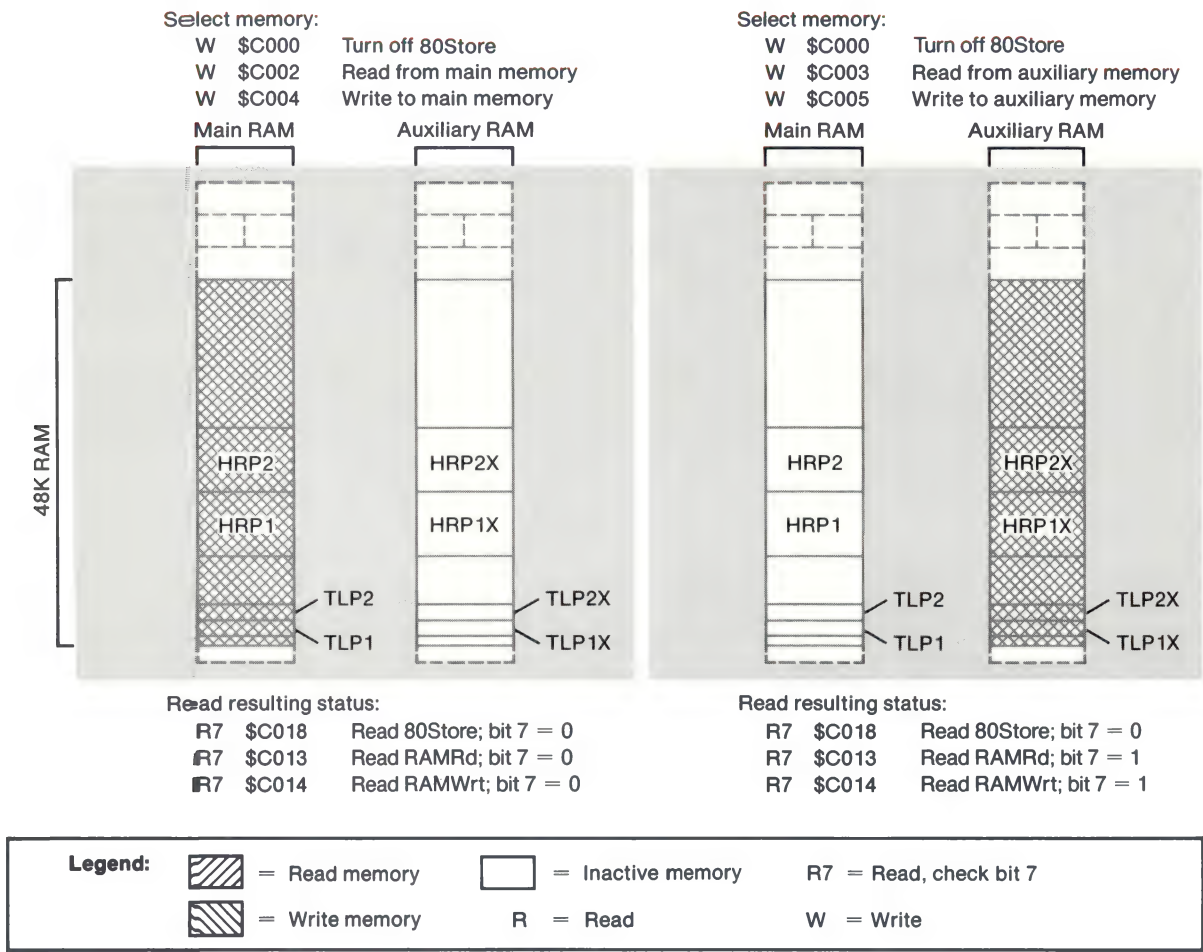 Select memory:
W $C000 Turn off 80Store
W $C002 Read from main memory
W $C004 Write to main memory
Main RAM Auxiliary RAM
48K RAM
HRP2 HRP2X
HRP1 HRP1X
TLP2 TLP2X
TLP1 TLP1X
Read resulting status:
R7 $C018 Read 80Store; bit 7 = 0
R7 $C013 Read RAMRd; bit 7 = 0
R7 $C014 Read RAMWrt; bit 7 = 0
Select memory:
W $C000 Turn off 80Store
W $C003 Read from auxiliary memory
W $C005 Write to auxiliary memory
Main RAM Auxiliary RAM
HRP2 HRP2X
HRP1 HRP1X
TLP2 TLP2X
TLP1 TLP1X
Read resulting status:
R7 $C018 Read 80Store; bit 7 = 0
R7 $C013 Read RAMRd; bit 7 = 1
R7 $C014 Read RAMWrt; bit 7 = 1
Legend: = Read memory = Inactive memory R7 = Read, check bit 7
= Write memory R = Read W = Write